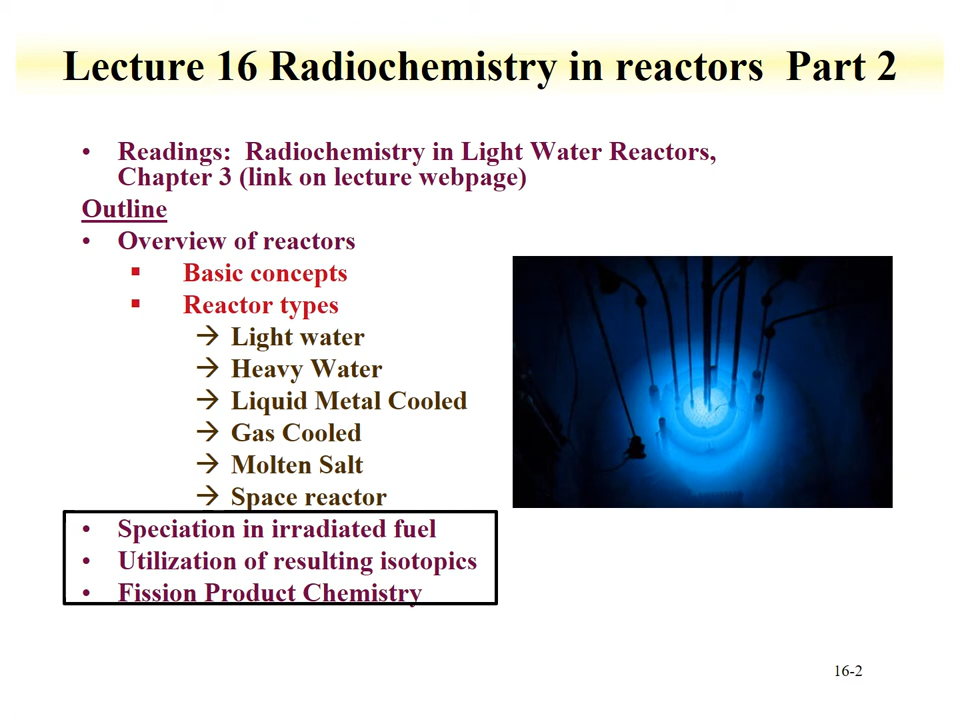 Lecture 16 Radiochemistry in reactors  Part 2
• Readings:  Radiochemistry in Light Water Reactors,
Chapter 3 (link on lecture webpage)
Outline
• Overview of reactors
▪ Basic concepts
▪ Reactor types
→ Light water
→ Heavy Water
→ Liquid Metal Cooled
→ Gas Cooled
→ Molten Salt
→ Space reactor
• Speciation in irradiated fuel
• Utilization of resulting isotopics
• Fission Product Chemistry
16-2